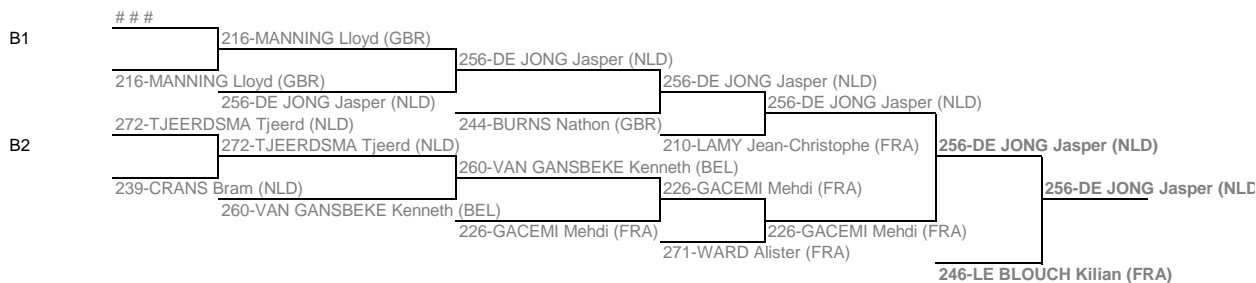 # # #
B1
216-MANNING Lloyd (GBR)
256-DE JONG Jasper (NLD)
216-MANNING Lloyd (GBR)
256-DE JONG Jasper (NLD)
256-DE JONG Jasper (NLD)
256-DE JONG Jasper (NLD)
272-TJEERDSMA Tjeerd (NLD)
244-BURNS Nathon (GBR)
B2
272-TJEERDSMA Tjeerd (NLD)
210-LAMY Jean-Christophe (FRA)
256-DE JONG Jasper (NLD)
260-VAN GANSBEKE Kenneth (BEL)
239-CRANS Bram (NLD)
226-GACEMI Mehdi (FRA)
256-DE JONG Jasper (NLD
260-VAN GANSBEKE Kenneth (BEL)
226-GACEMI Mehdi (FRA)
226-GACEMI Mehdi (FRA)
271-WARD Alister (FRA)
246-LE BLOUCH Kilian (FRA)